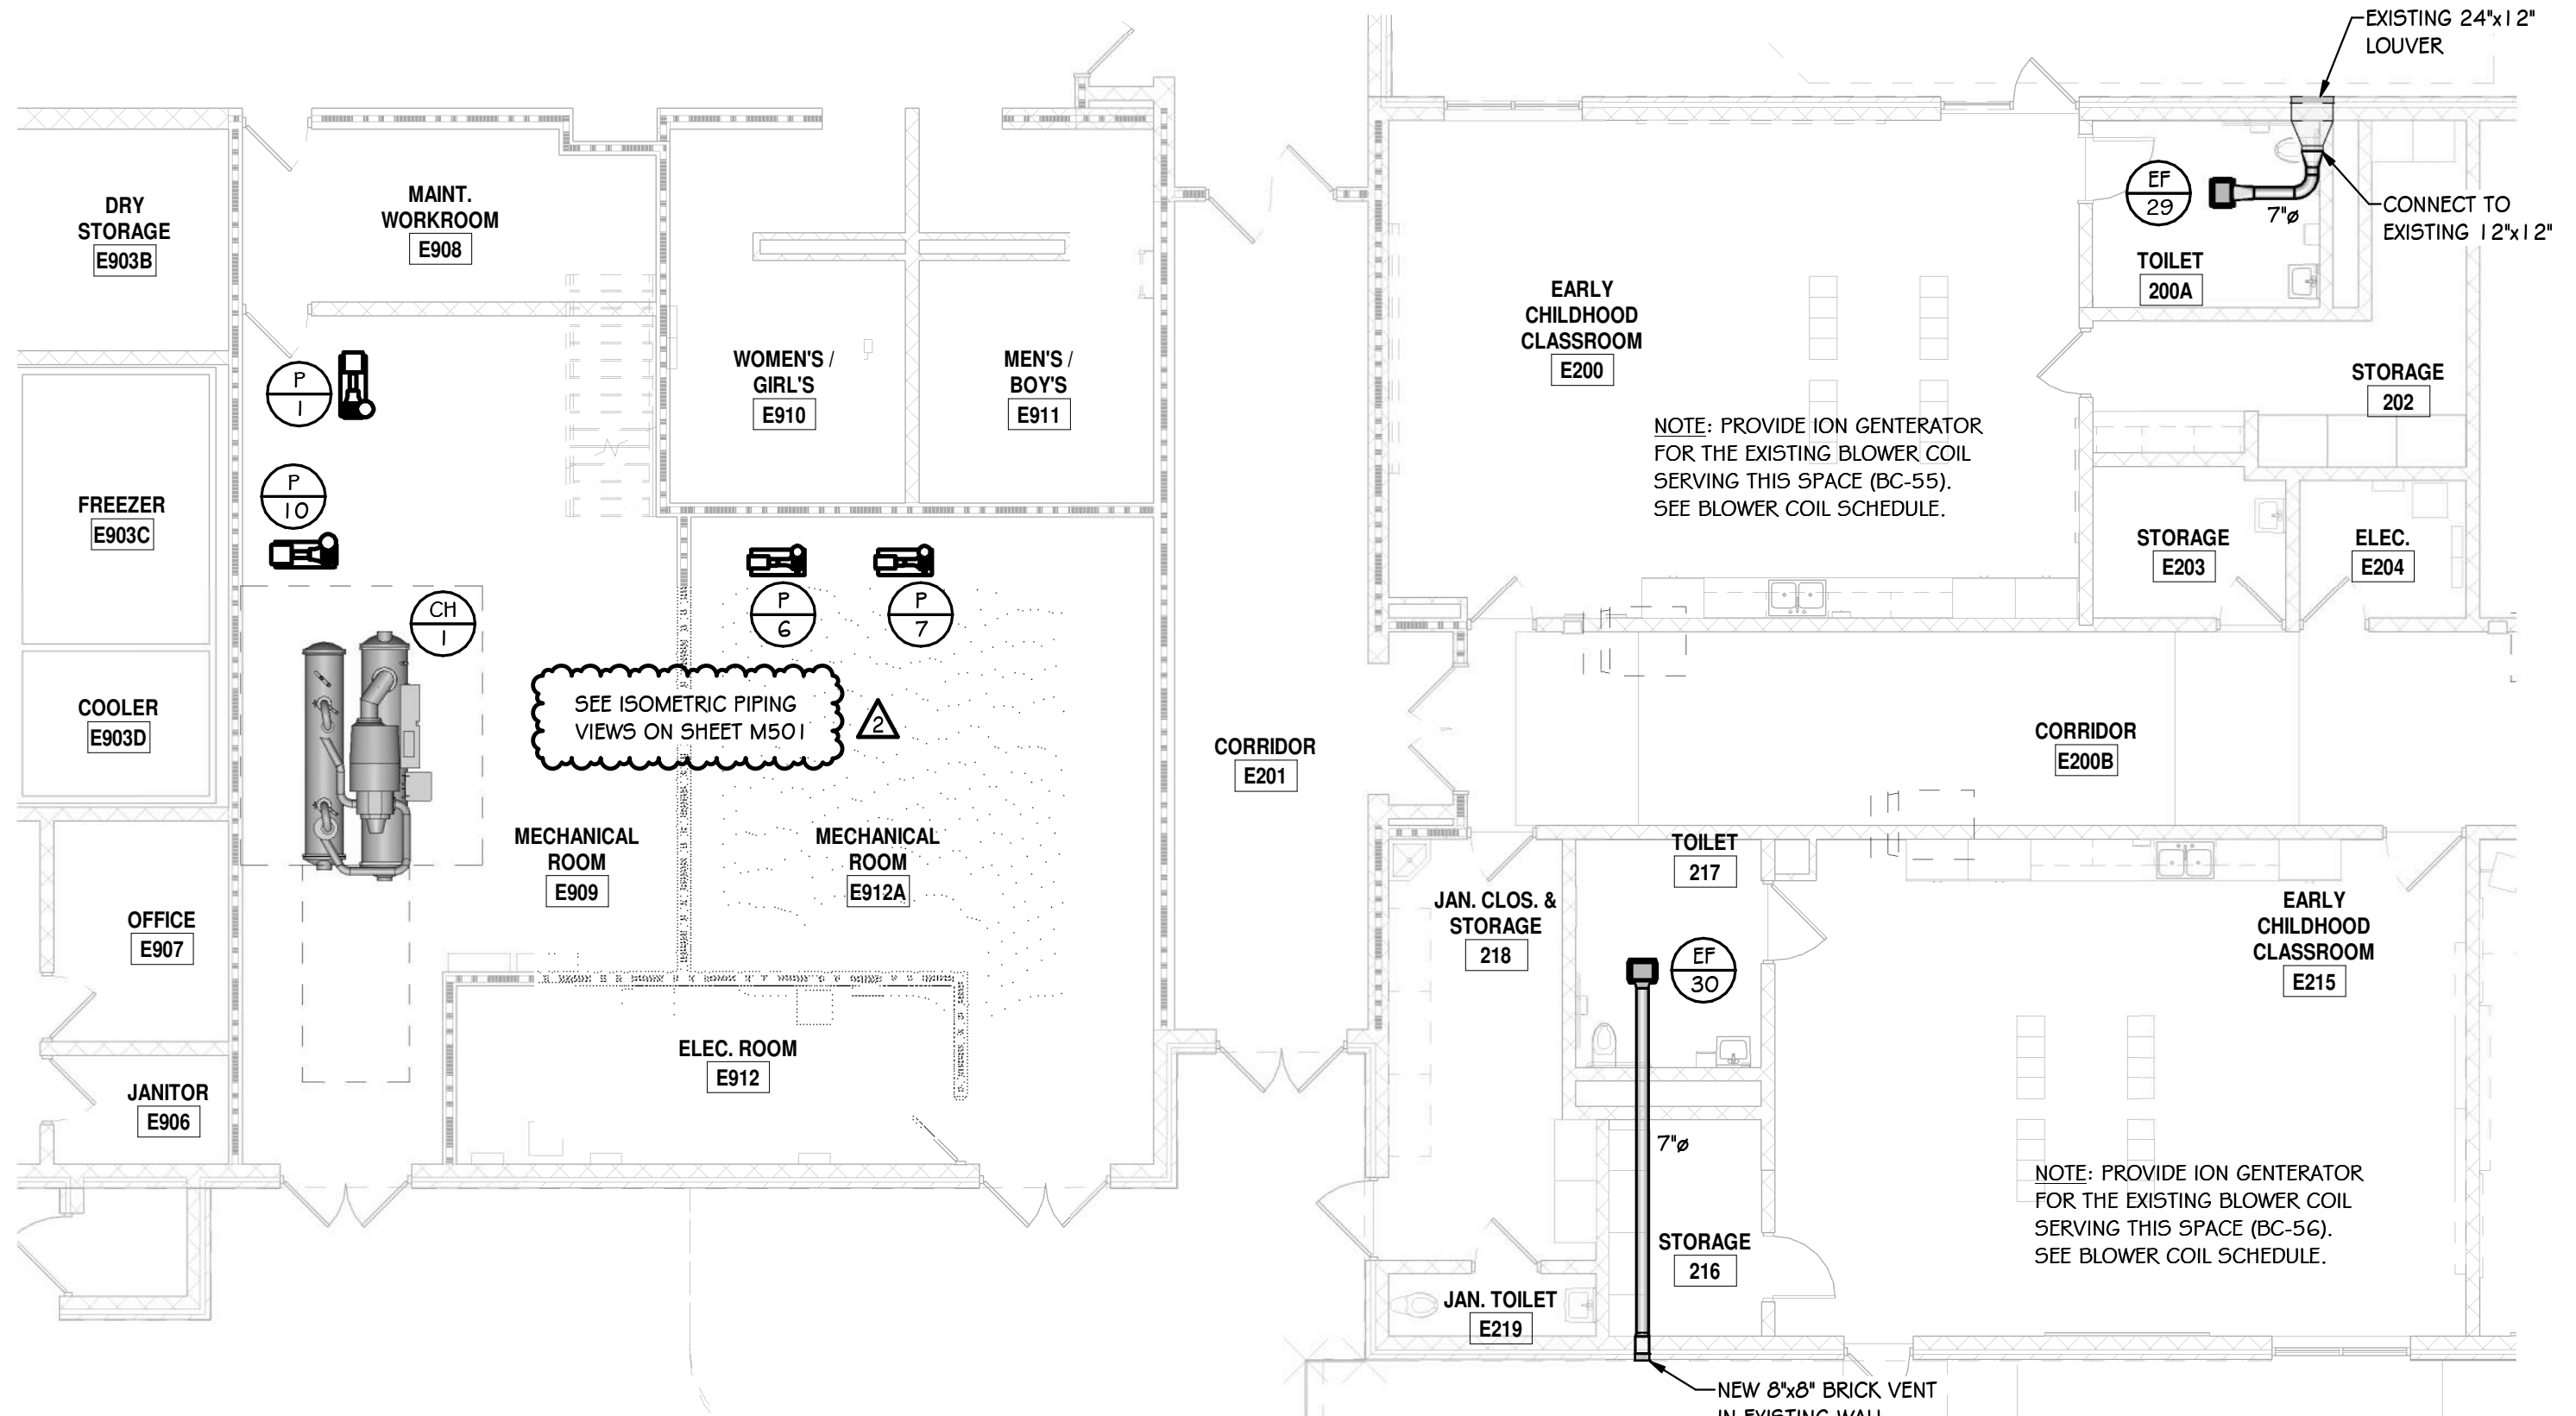 EXISTING 24"x12"
LOUVER
DRY
STORAGE
E903B
MAINT.
WORKROOM
E908
EF
29
7"ø
CONNECT TO
EXISTING 12"x12"
TOILET
200A
EARLY
CHILDHOOD
CLASSROOM
E200
P
1
WOMEN'S /
GIRL'S
E910
MEN'S /
BOY'S
E911
STORAGE
202
NOTE: PROVIDE ION GENTERATOR
FOR THE EXISTING BLOWER COIL
SERVING THIS SPACE (BC-55).
SEE BLOWER COIL SCHEDULE.
P
10
FREEZER
E903C
STORAGE
E203
ELEC.
E204
CH
1
P
6
P
7
SEE ISOMETRIC PIPING
VIEWS ON SHEET M501
2
COOLER
E903D
CORRIDOR
E201
CORRIDOR
E200B
MECHANICAL
ROOM
E909
MECHANICAL
ROOM
E912A
TOILET
217
JAN. CLOS. &
STORAGE
218
EARLY
CHILDHOOD
CLASSROOM
E215
OFFICE
E907
EF
30
ELEC. ROOM
E912
JANITOR
E906
7"ø
NOTE: PROVIDE ION GENTERATOR
FOR THE EXISTING BLOWER COIL
SERVING THIS SPACE (BC-56).
SEE BLOWER COIL SCHEDULE.
STORAGE
216
JAN. TOILET
E219
NEW 8"x8" BRICK VENT
IN EXISTING WALL